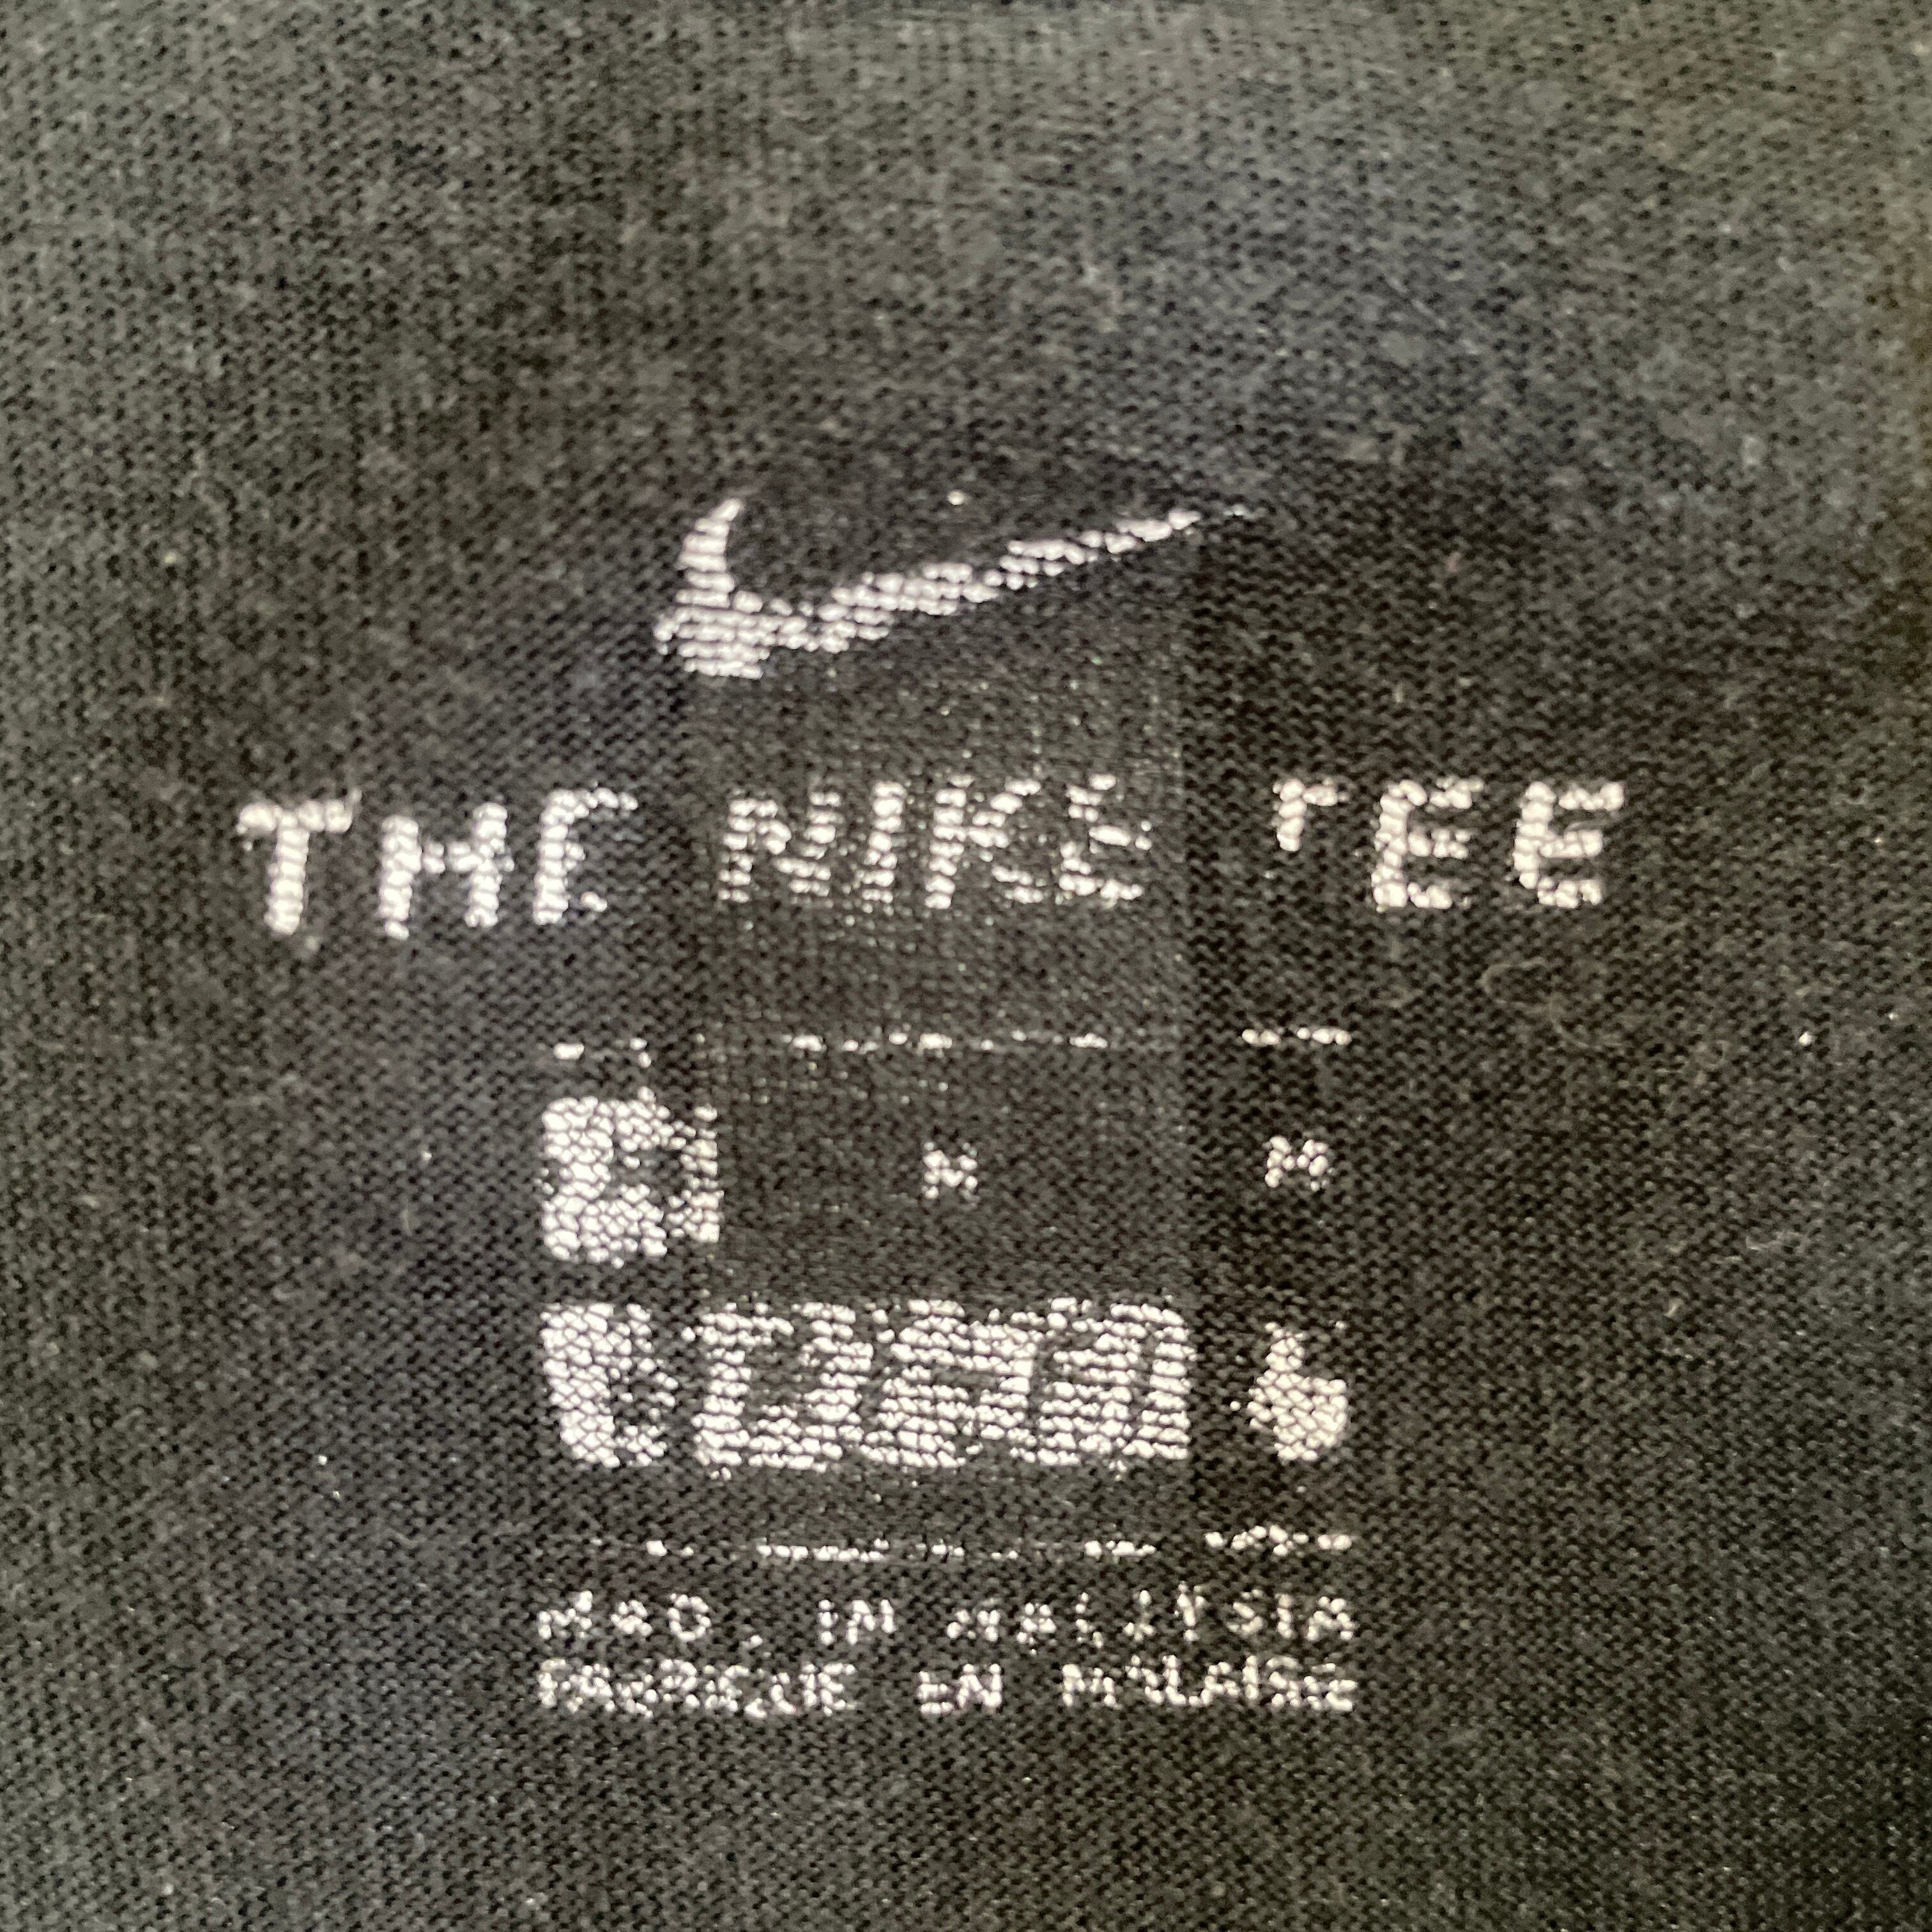 THE NIKE TEE
M M
MADE IN MALAYSIA
FABRIQUE EN MALAISIE